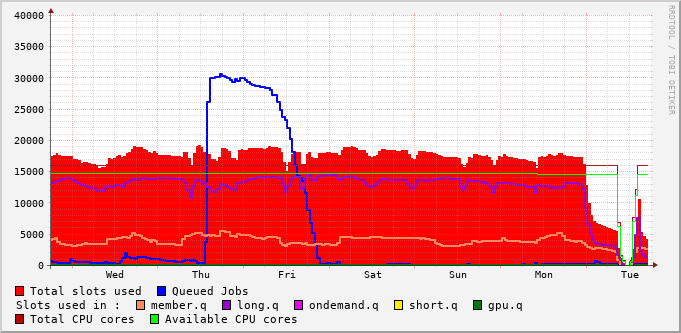 40000
35000
30000
25000
20000
15000
10000
5000
0
Wed Thu Fri Sat Sun Mon Tue
Total slots used Queued Jobs
Slots used in : member.q long.q ondemand.q short.q gpu.q
Total CPU cores Available CPU cores
RRDTOOL / TOBI OETIKER